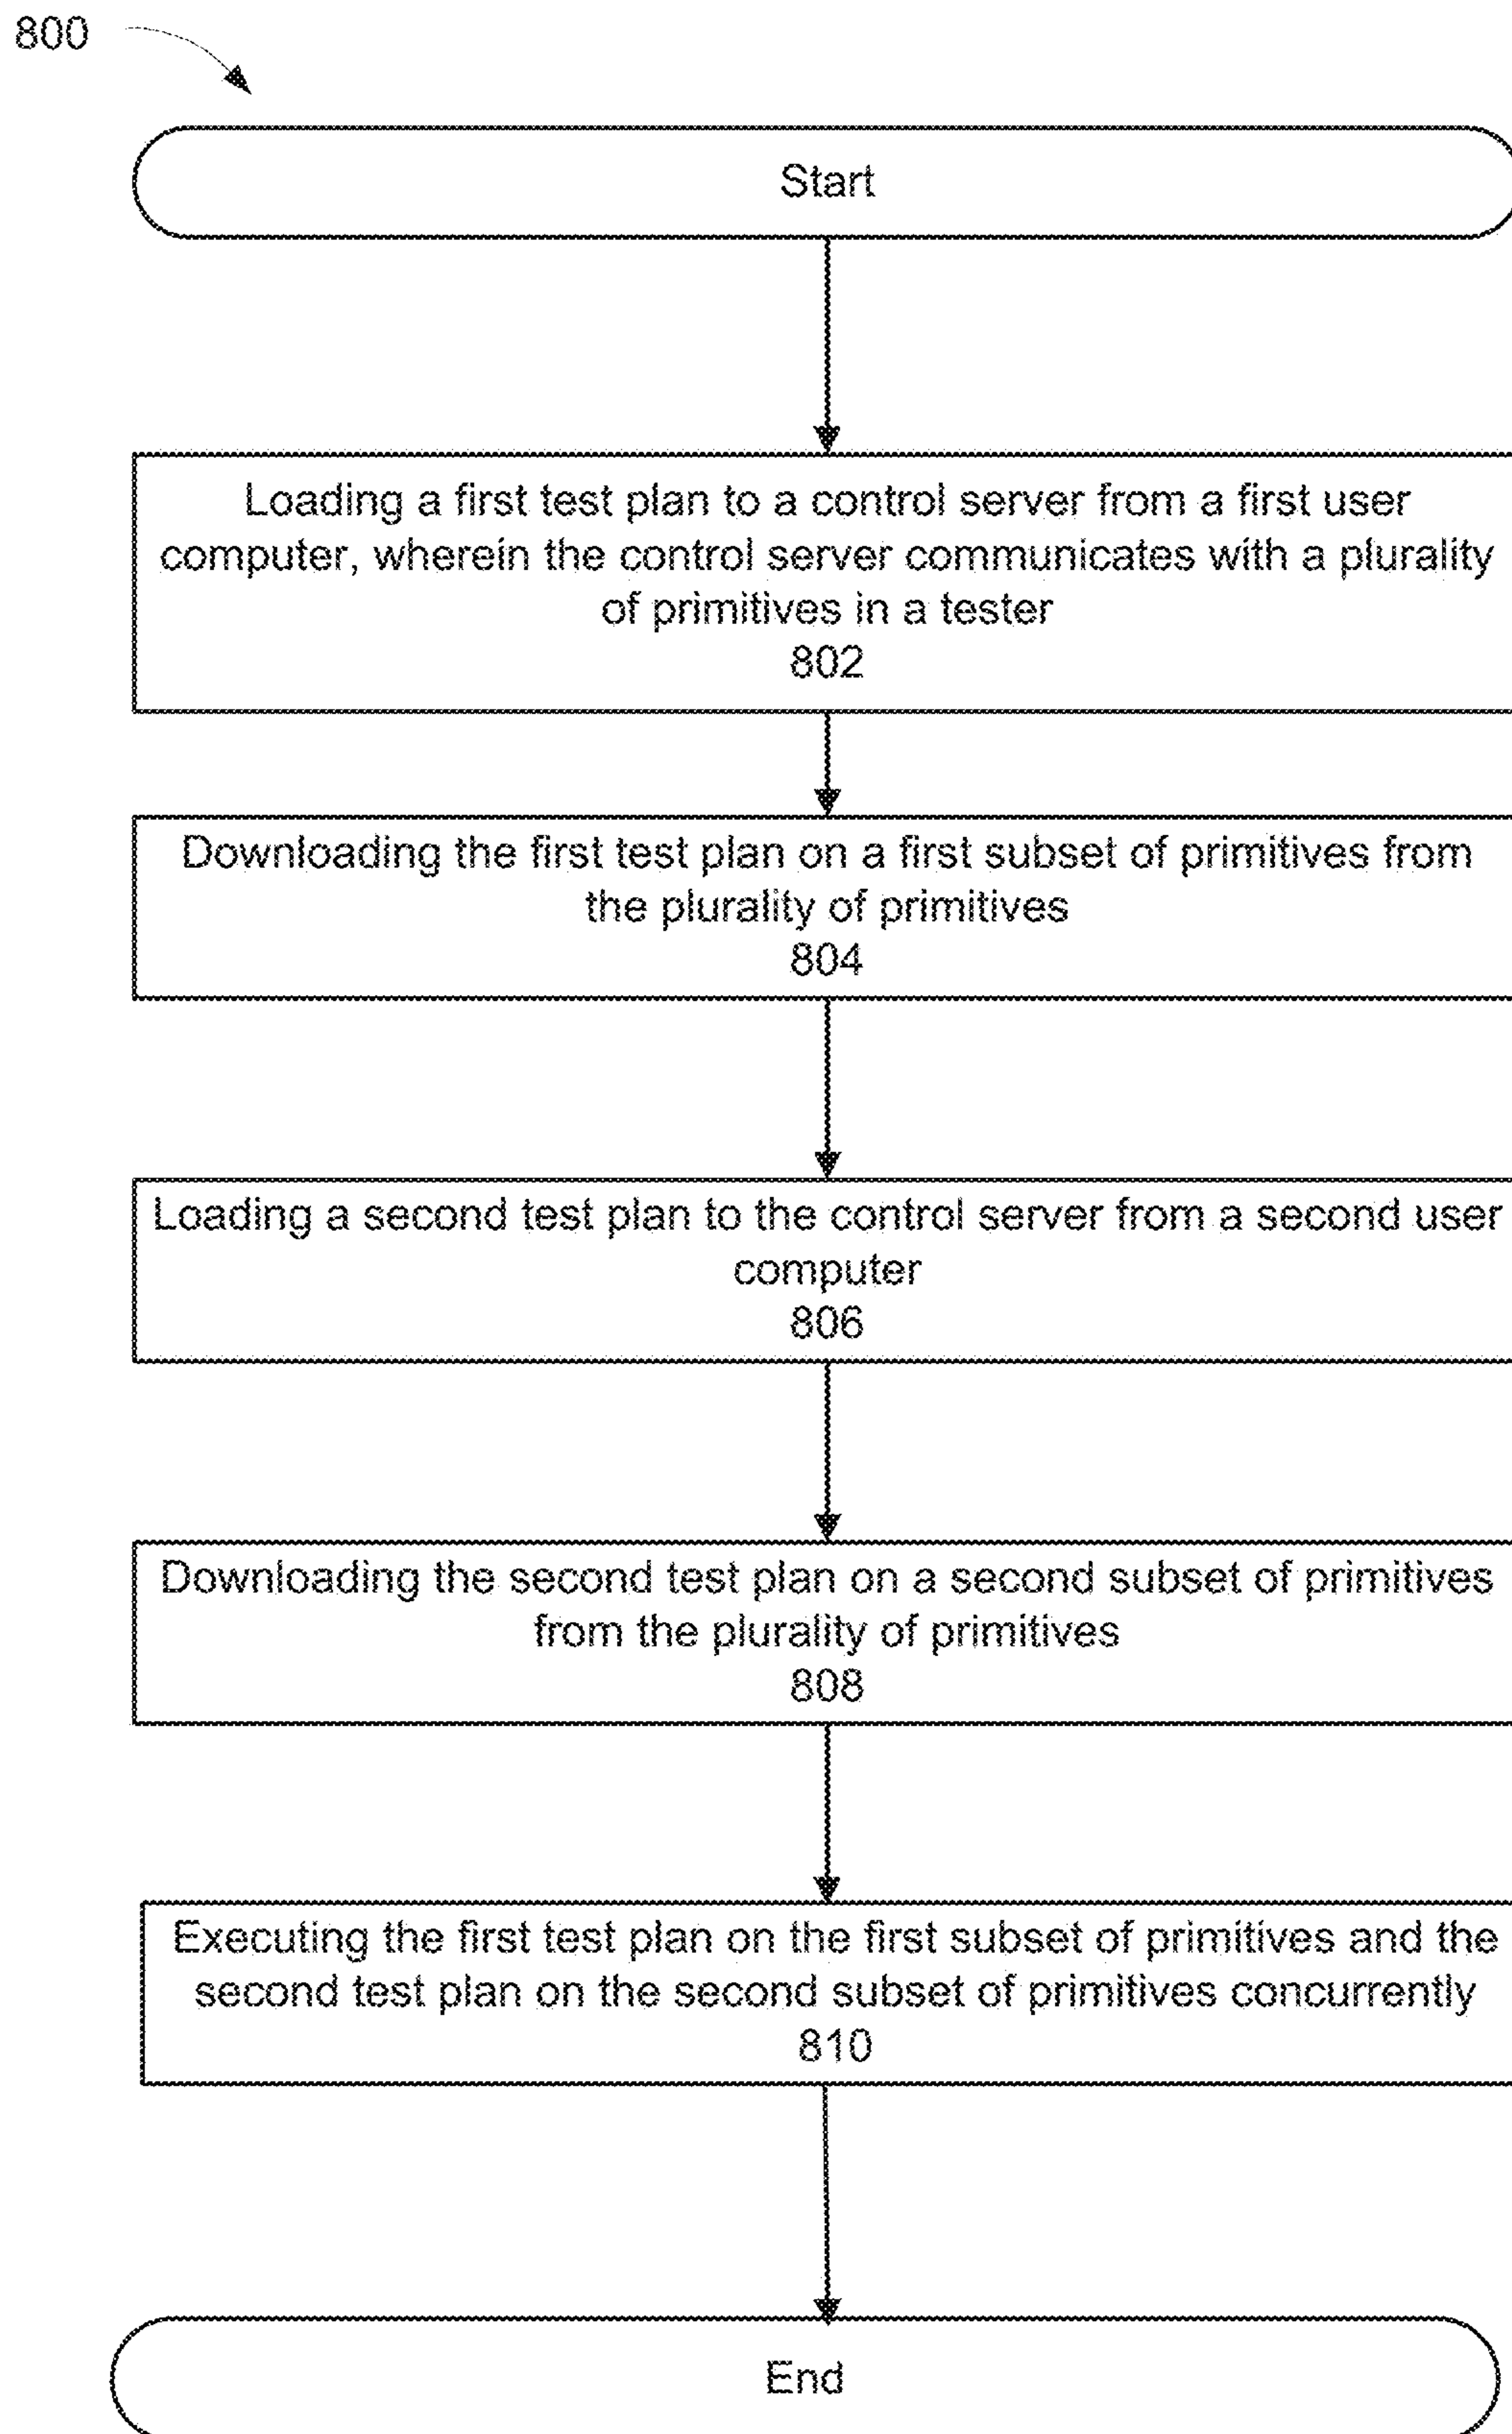 800
Start
Loading a first test plan to a control server from a first user
computer, wherein the control server communicates with a plurality
of primitives in a tester
802
Downloading the first test plan on a first subset of primitives from
the plurality of primitives
804
Loading a second test plan to the control server from a second user
computer
806
Downloading the second test plan on a second subset of primitives
from the plurality of primitives
808
Executing the first test plan on the first subset of primitives and the
second test plan on the second subset of primitives concurrently
810
End